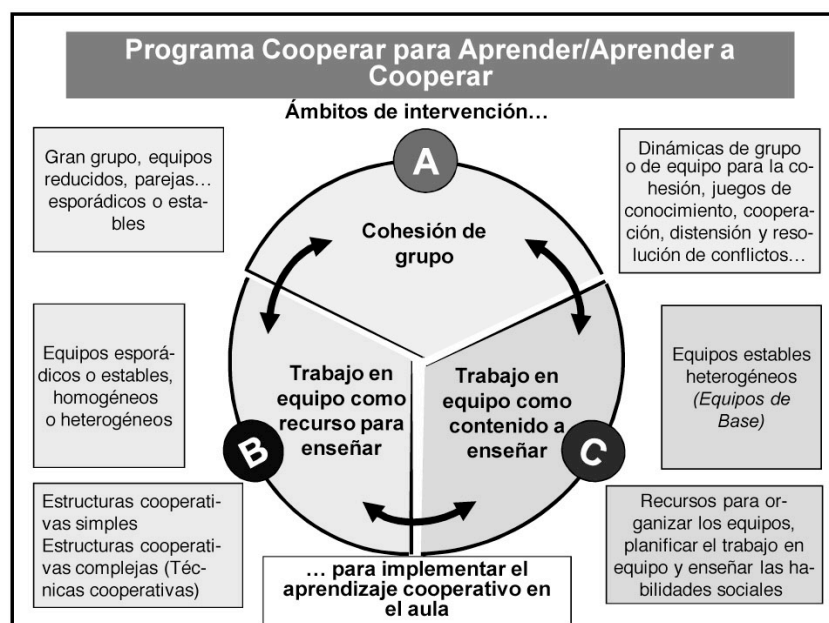 Programa Cooperar para Aprender/Aprender a
Cooperar
Ámbitos de intervención…
Gran grupo, equipos
reducidos, parejas…
esporádicos o esta-
bles
A
Dinámicas de grupo
o de equipo para la co-
hesión, juegos de
conocimiento, cooperación,
distensión y reso-
lución de conflictos…
Cohesión de
grupo
Equipos esporá-
dicos o estables,
homogéneos
o heterogéneos
Trabajo en
equipo como
recurso para
enseñar
Trabajo en
equipo como
contenido a
enseñar
Equipos estables
heterogéneos
(Equipos de
Base)
B
C
Estructuras cooperati-
vas simples
Estructuras cooperati-
vas complejas (Téc-
nicas cooperativas)
Recursos para or-
ganizar los equipos,
planificar el trabajo en
equipo y enseñar las ha-
bilidades sociales
… para implementar el
aprendizaje cooperativo en
el aula